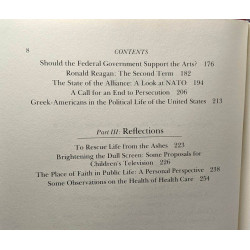 8 CONTENTS
Should the Federal Government Support the Arts? 176
Ronald Reagan: The Second Term 182
The State of the Alliance: A Look at NATO 194
A Call for an End to Persecution 206
Greek-Americans in the Political Life of the United States 213
Part III: Reflections
To Rescue Life from the Ashes 223
Brightening the Dull Screen: Some Proposals for
Children's Television 226
The Place of Faith in Public Life: A Personal Perspective 238
Some Observations on the Health of Health Care 254